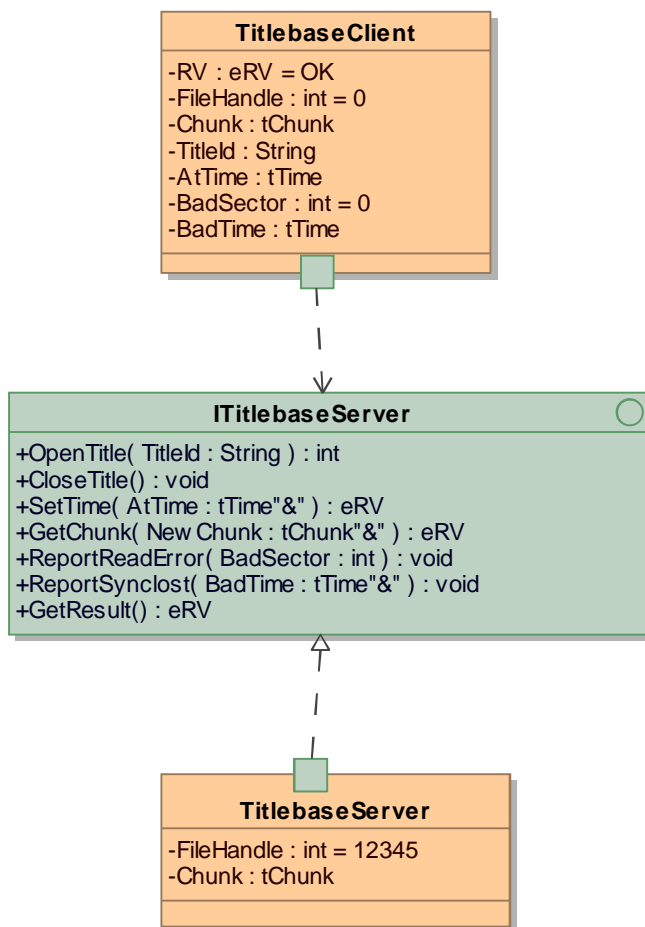 TitlebaseClient
-RV : eRV = OK
-FileHandle : int = 0
-Chunk : tChunk
-TitleId : String
-AtTime : tTime
-BadSector : int = 0
-BadTime : tTime
ITitlebaseServer
+OpenTitle( TitleId : String ) : int
+CloseTitle() : void
+SetTime( AtTime : tTime"&" ) : eRV
+GetChunk( New Chunk : tChunk"&" ) : eRV
+ReportReadError( BadSector : int ) : void
+ReportSynclost( BadTime : tTime"&" ) : void
+GetResult() : eRV
TitlebaseServer
-FileHandle : int = 12345
-Chunk : tChunk